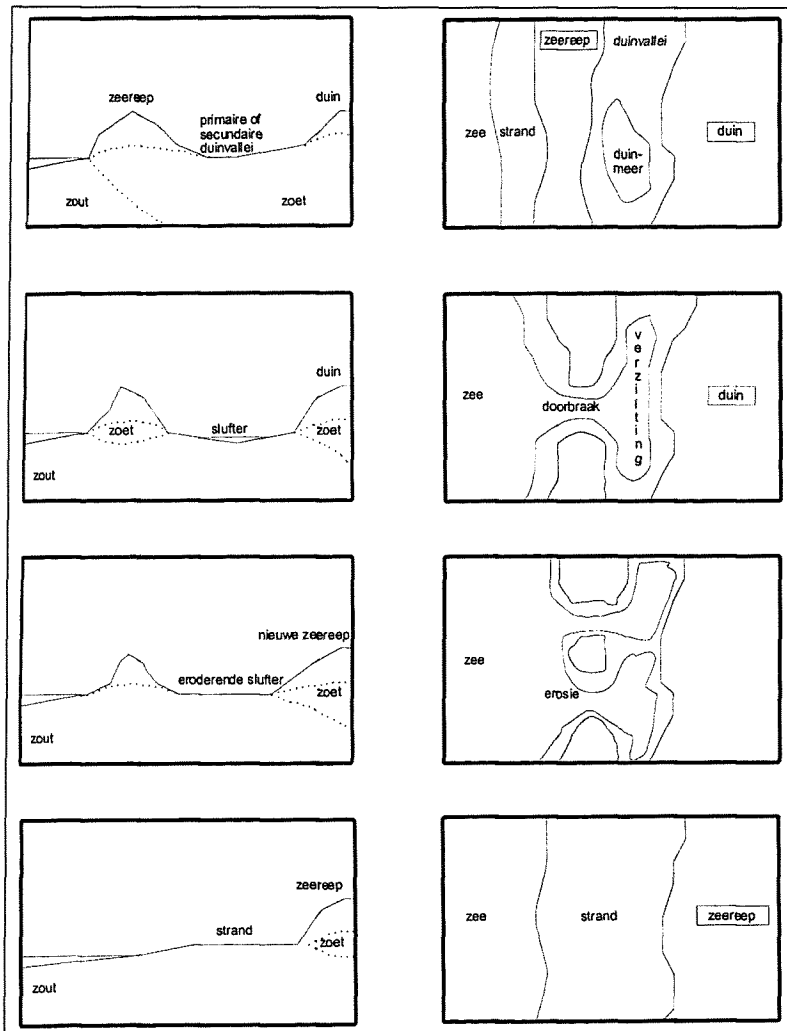 zeereep
duin
primaire of
secundaire
duinvallei
zout
zoet
zeereep
duinvallei
zee
strand
duin
duin-
meer
duin
zoet
slufter
zoet
zout
zee
doorbraak
verzilting
duin
nieuwe zeereep
eroderende slufter
zoet
zout
zee
erosie
zeereep
strand
zoet
zout
zee
strand
zeereep